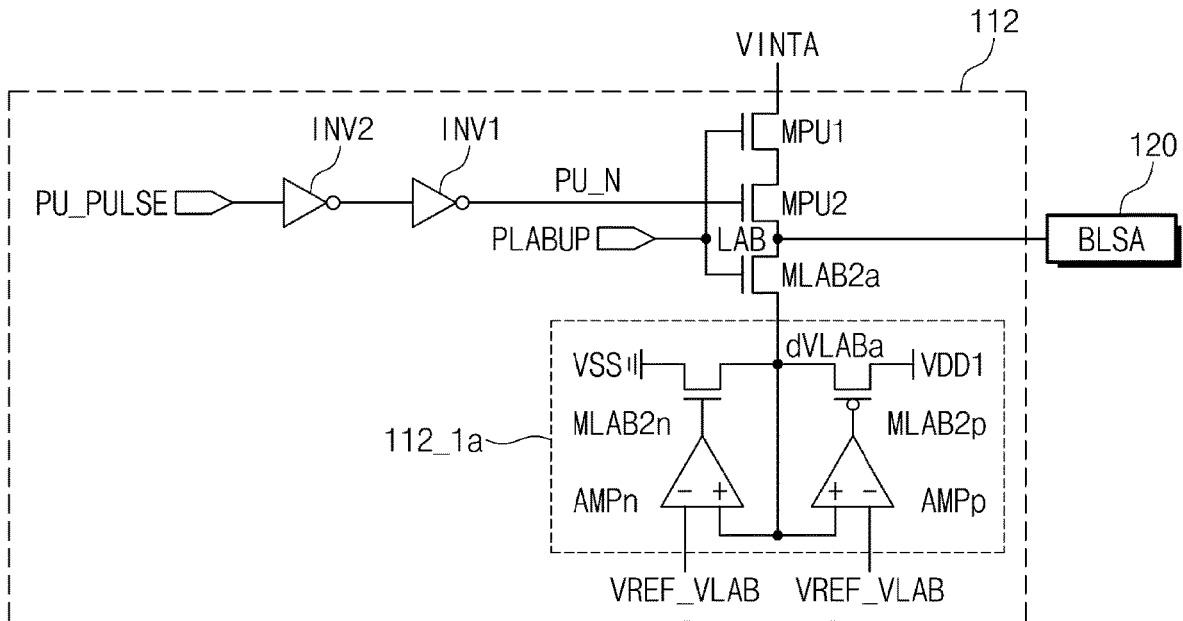 112
VINTA
INV2
INV1
MPU1
120
PU_PULSE
PU_N
MPU2
PLABUP
LAB
BLSA
MLAB2a
dVLABa
VSS
VDD1
MLAB2n
MLAB2p
112_1a
AMPn
- +
+ -
AMPp
VREF_VLAB
VREF_VLAB